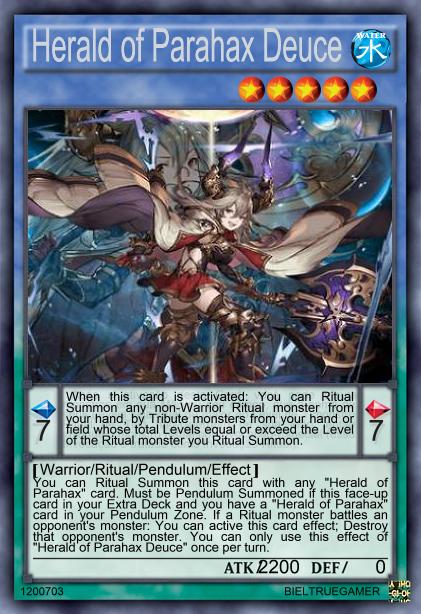 Herald of Parahax Deuce
WATER
水
When this card is activated: You can Ritual
Summon any non-Warrior Ritual monster from
your hand, by Tribute monsters from your hand or
field whose total Levels equal or exceed the Level
of the Ritual monster you Ritual Summon.
7
7
[Warrior/Ritual/Pendulum/Effect]
You can Ritual Summon this card with any "Herald of
Parahax" card. Must be Pendulum Summoned if this face-up
card in your Extra Deck and you have a "Herald of Parahax"
card in your Pendulum Zone. If a Ritual monster battles an
opponent's monster: You can active this card effect; Destroy
that opponent's monster. You can only use this effect of
"Herald of Parahax Deuce" once per turn.
ATK/2200 DEF/ 0
1200703
BIELTRUEGAMER